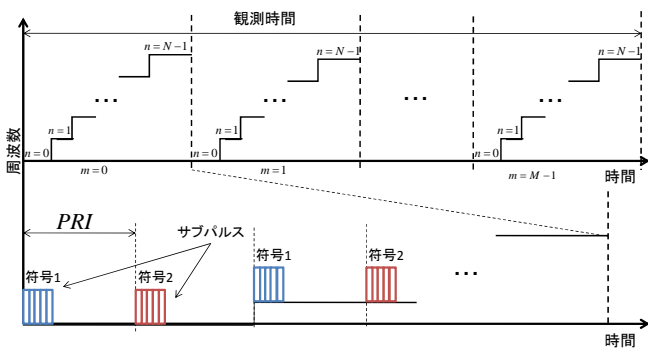 観測時間
n=N-1
n=N-1
n=N-1
...
...
...
...
n=1
n=1
n=1
n=0
n=0
n=0
周波数
m=0
m=1
m=M-1
時間
PRI
サブパルス
符号1
符号2
符号1
符号2
...
時間